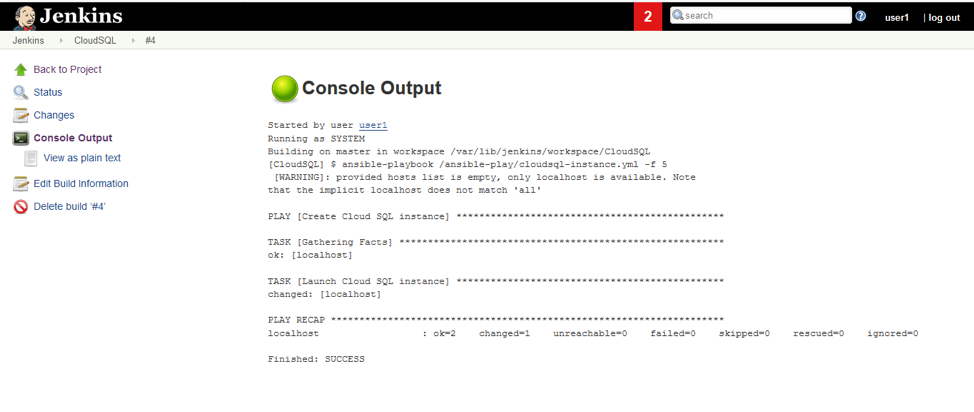 Jenkins
2
search
user1
| log out
Jenkins
CloudSQL
#4
Back to Project
Status
Changes
Console Output
View as plain text
Edit Build Information
Delete build '#4'
Console Output
Started by user user1
Running as SYSTEM
Building on master in workspace /var/lib/jenkins/workspace/CloudSQL
[CloudSQL] $ ansible-playbook /ansible-play/cloudsql-instance.yml -f 5
[WARNING]: provided hosts list is empty, only localhost is available. Note
that the implicit localhost does not match 'all'
PLAY [Create Cloud SQL instance] ***********************************************
TASK [Gathering Facts] *********************************************************
ok: [localhost]
TASK [Launch Cloud SQL instance] ***********************************************
changed: [localhost]
PLAY RECAP *********************************************************************
localhost : ok=2 changed=1 unreachable=0 failed=0 skipped=0 rescued=0 ignored=0
Finished: SUCCESS